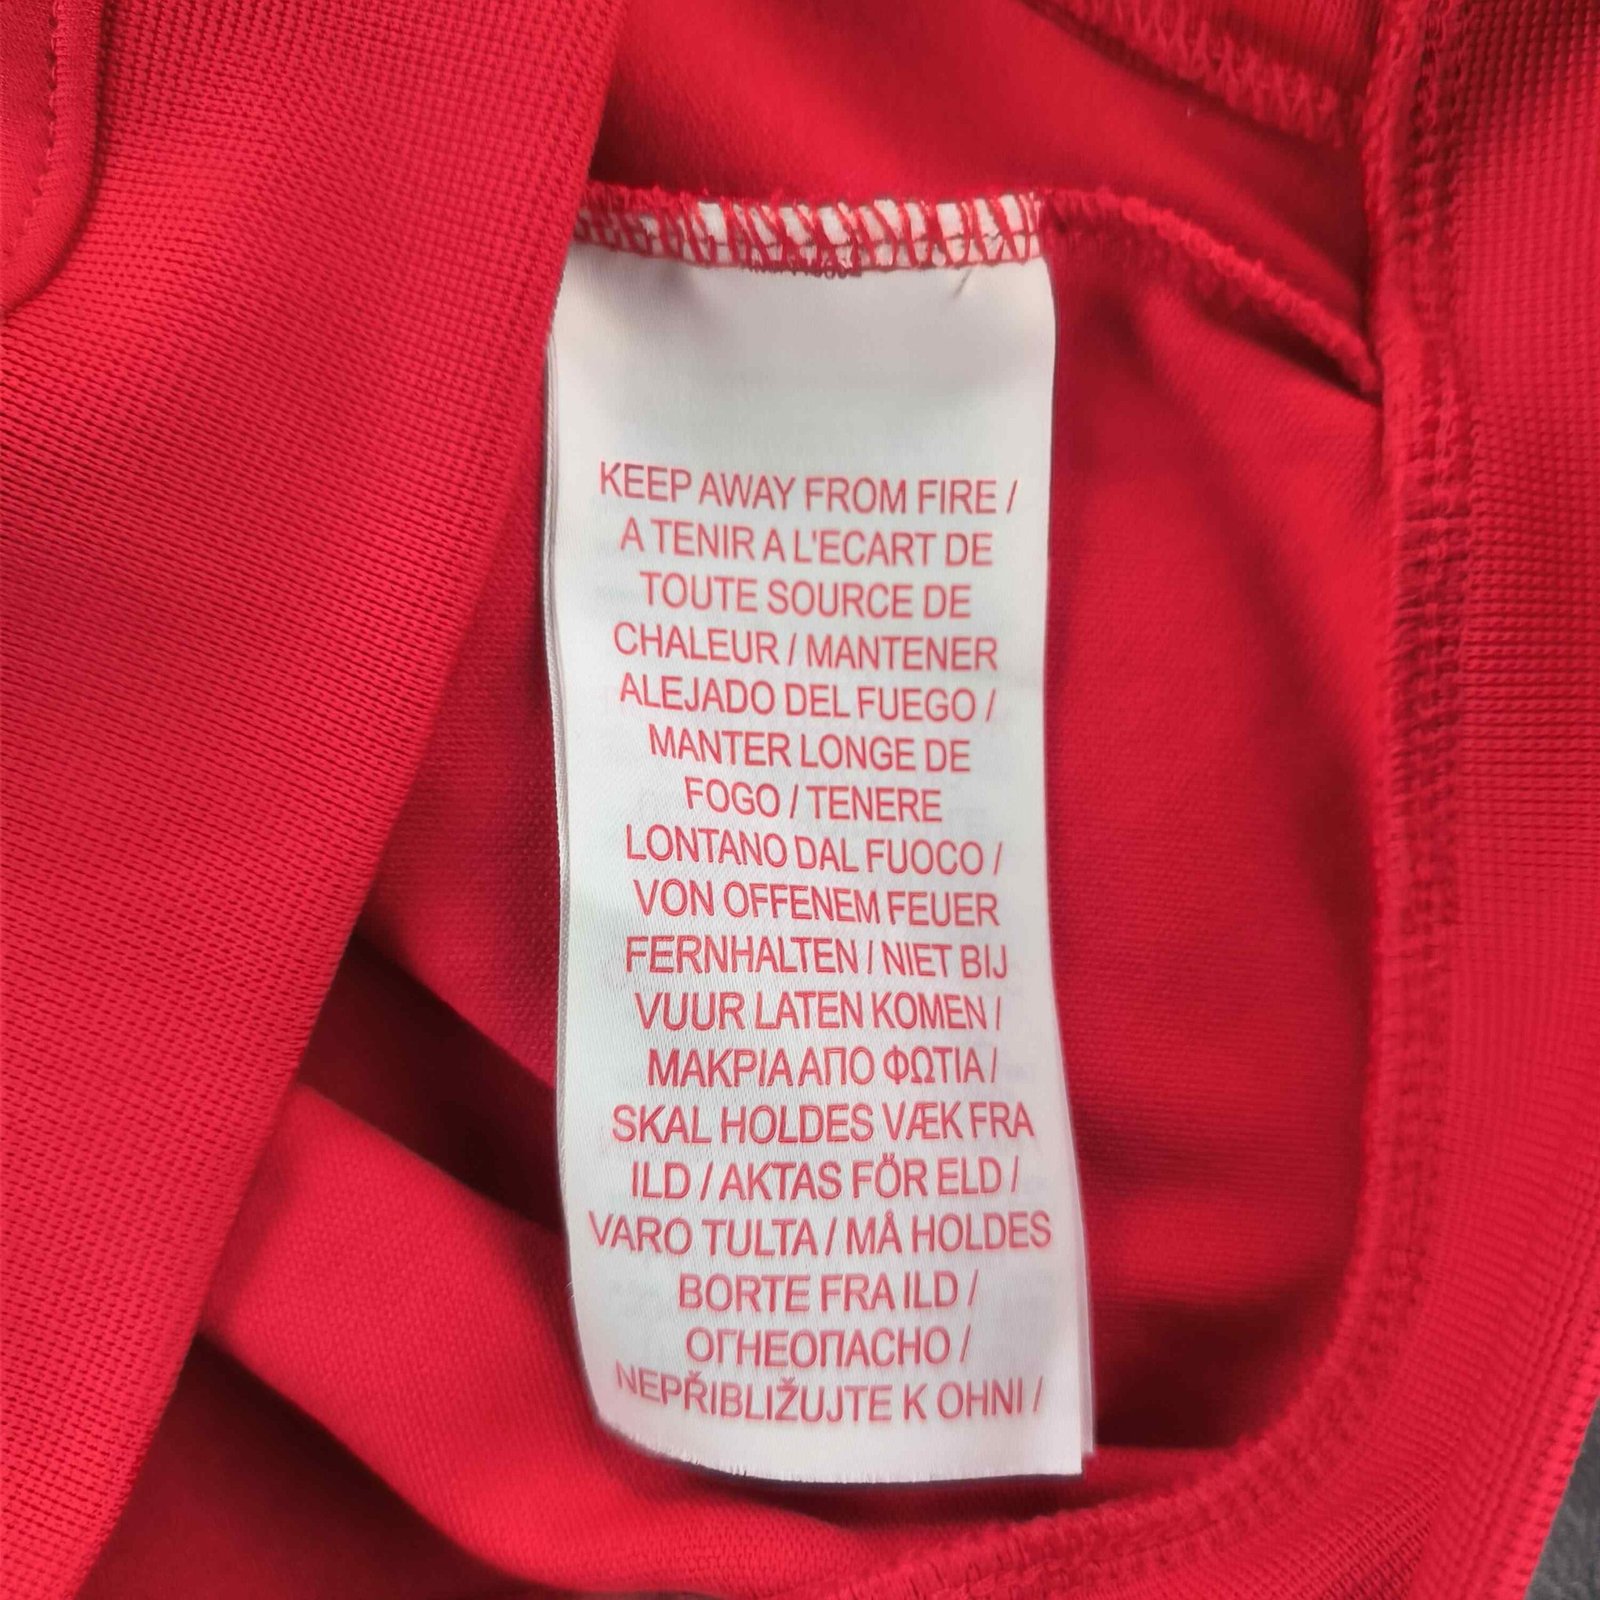 KEEP AWAY FROM FIRE /
A TENIR A L'ECART DE
TOUTE SOURCE DE
CHALEUR / MANTENER
ALEJADO DEL FUEGO /
MANTER LONGE DE
FOGO / TENERE
LONTANO DAL FUOCO /
VON OFFENEM FEUER
FERNHALTEN / NIET BIJ
VUUR LATEN KOMEN /
ΜΑΚΡΙΑ ΑΠΟ ΦΩΤΙΑ /
SKAL HOLDES VÆK FRA
ILD / AKTAS FÖR ELD /
VARO TULTA / MÅ HOLDES
BORTE FRA ILD /
ОГНЕОПАСНО /
NEPŘIBLIŽUJTE K OHNI /